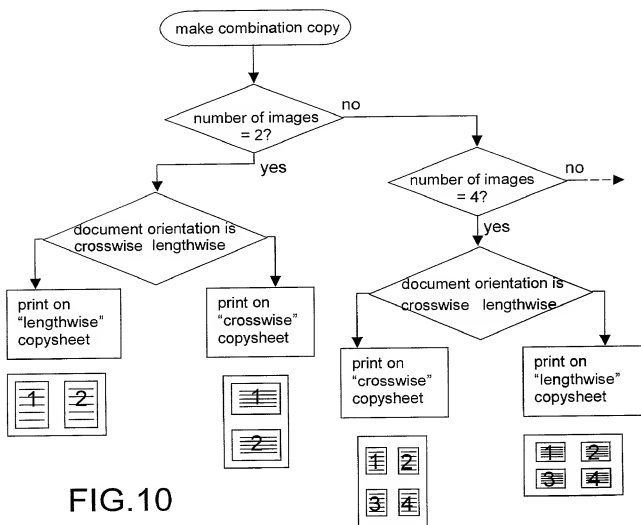 make combination copy
number of images
= 2?
no
yes
number of images
= 4?
no
yes
document orientation is
crosswise lengthwise
document orientation is
crosswise lengthwise
print on
“lengthwise”
copysheet
print on
“crosswise”
copysheet
print on
“crosswise”
copysheet
print on
“lengthwise”
copysheet
1 2
1
2
1 2
3 4
1 2
3 4
FIG.10